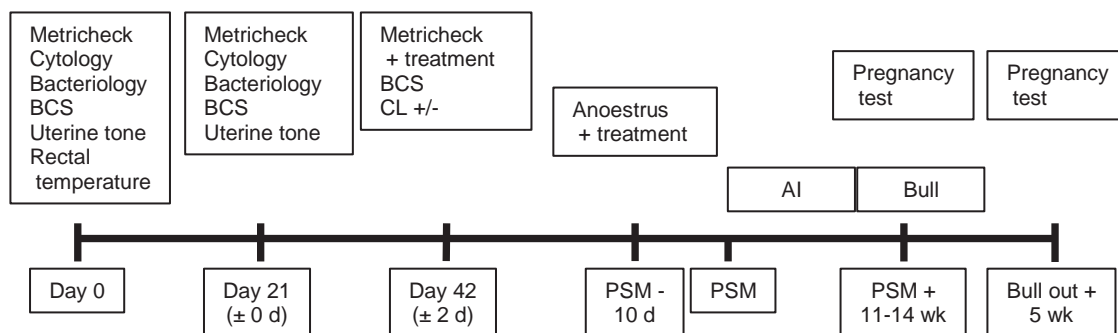 Metricheck
Cytology
Bacteriology
BCS
Uterine tone
Rectal
temperature
Metricheck
Cytology
Bacteriology
BCS
Uterine tone
Metricheck
+ treatment
BCS
CL +/-
Anoestrus
+ treatment
Pregnancy
test
Pregnancy
test
AI
Bull
Day 0
Day 21
(± 0 d)
Day 42
(± 2 d)
PSM -
10 d
PSM
PSM +
11-14 wk
Bull out +
5 wk